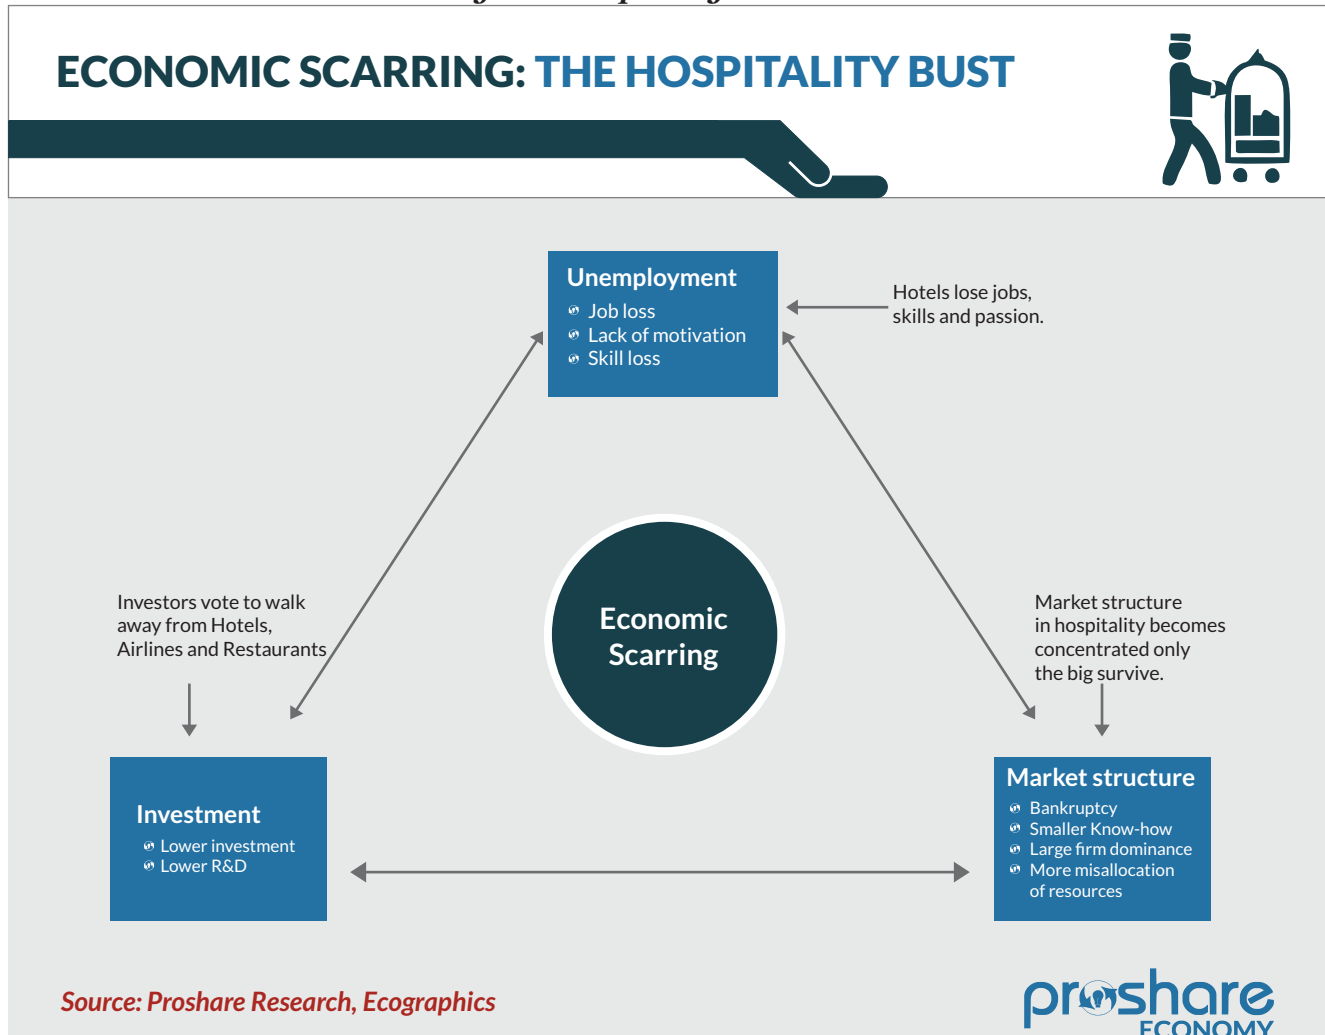 ECONOMIC SCARRING: THE HOSPITALITY BUST
Unemployment
Job loss
Lack of motivation
Skill loss
Hotels lose jobs,
skills and passion.
Economic
Scarring
Investors vote to walk
away from Hotels,
Airlines and Restaurants
Market structure
in hospitality becomes
concentrated only
the big survive.
Investment
Lower investment
Lower R&D
Market structure
Bankruptcy
Smaller Know-how
Large firm dominance
More misallocation
of resources
Source: Proshare Research, Ecographics
proshare
ECONOMY